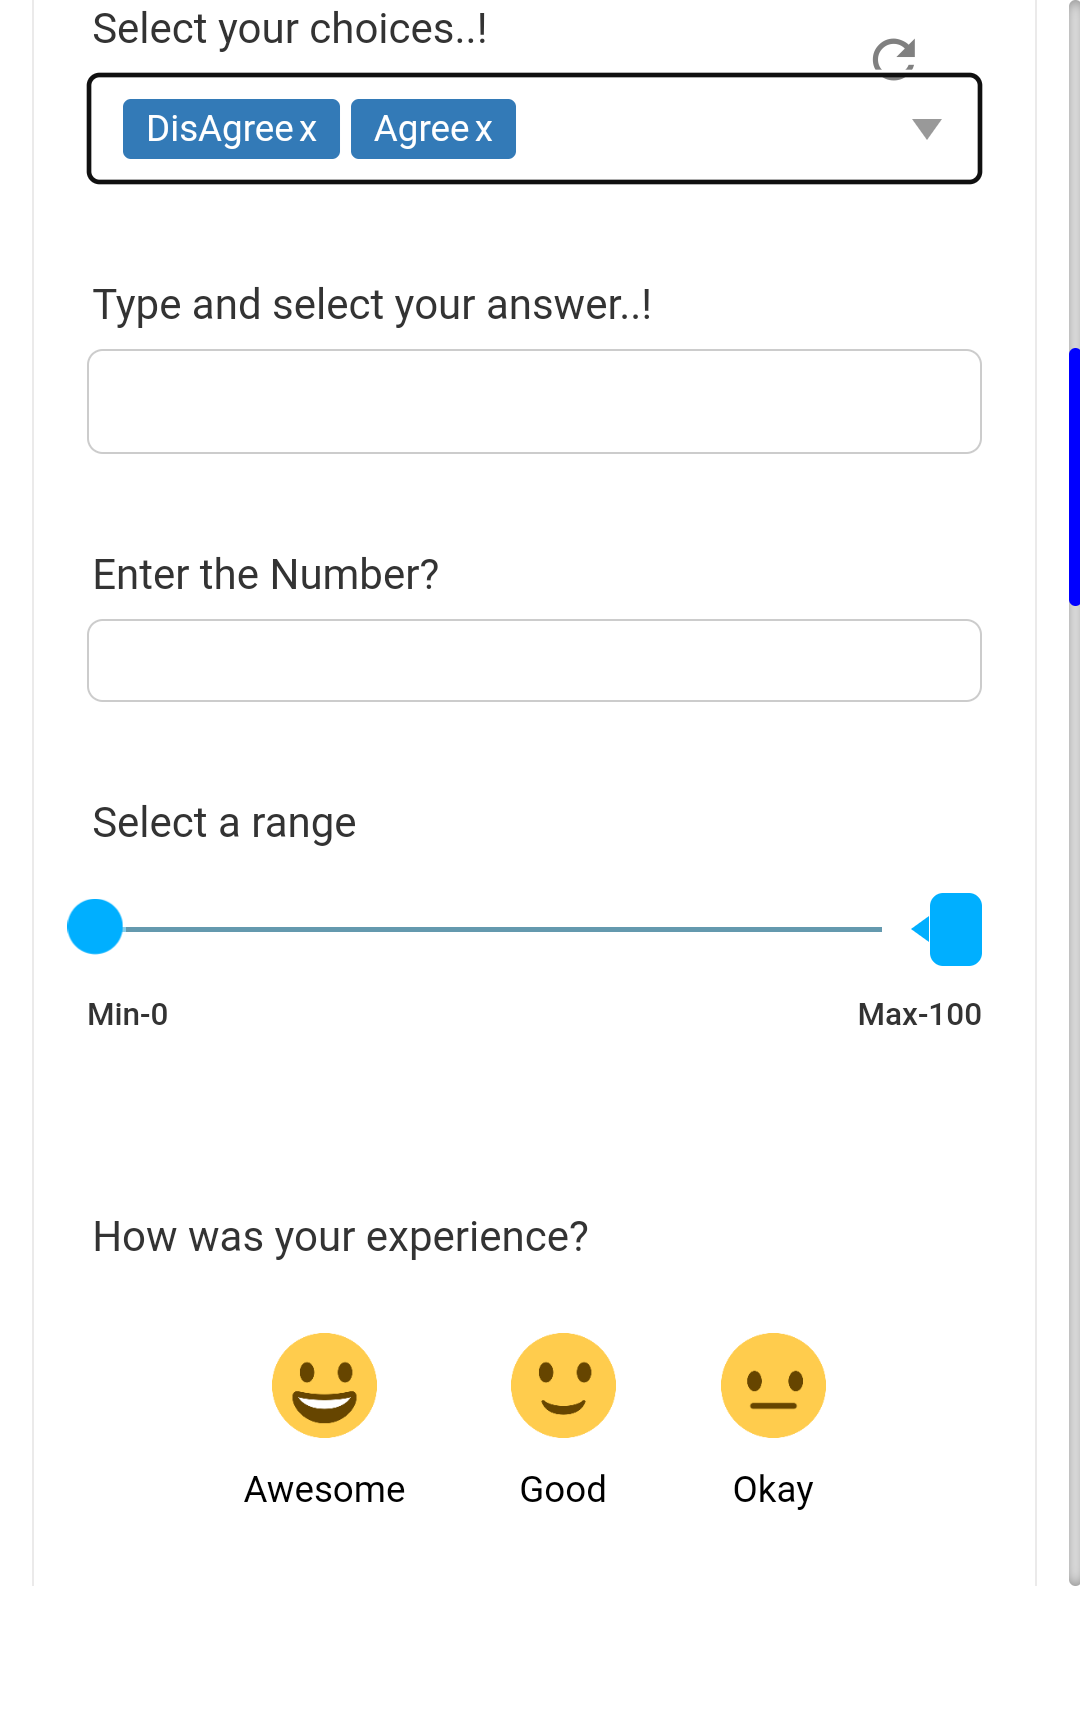 Select your choices..!
DisAgree x Agree x
Type and select your answer..!
Enter the Number?
Select a range
Min-0 Max-100
How was your experience?
Awesome Good Okay